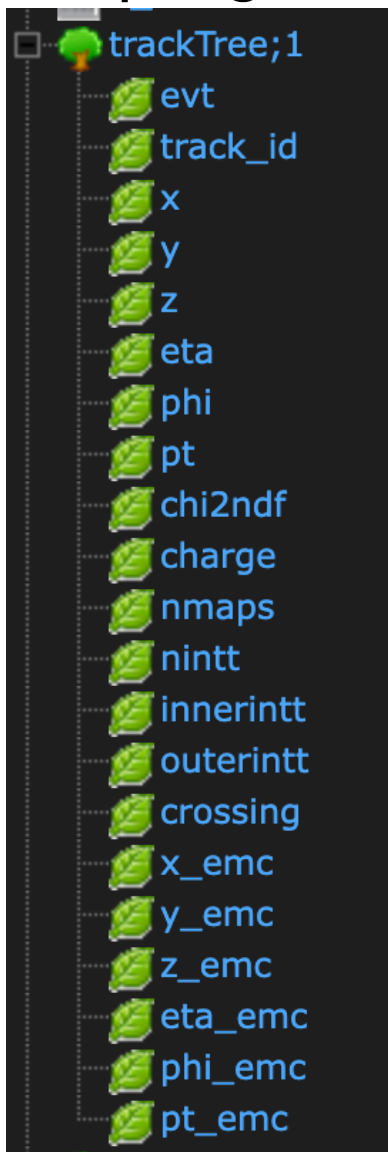 trackTree;1
evt
track_id
x
y
z
eta
phi
pt
chi2ndf
charge
nmaps
nintt
innerintt
outerintt
crossing
x_emc
y_emc
z_emc
eta_emc
phi_emc
pt_emc